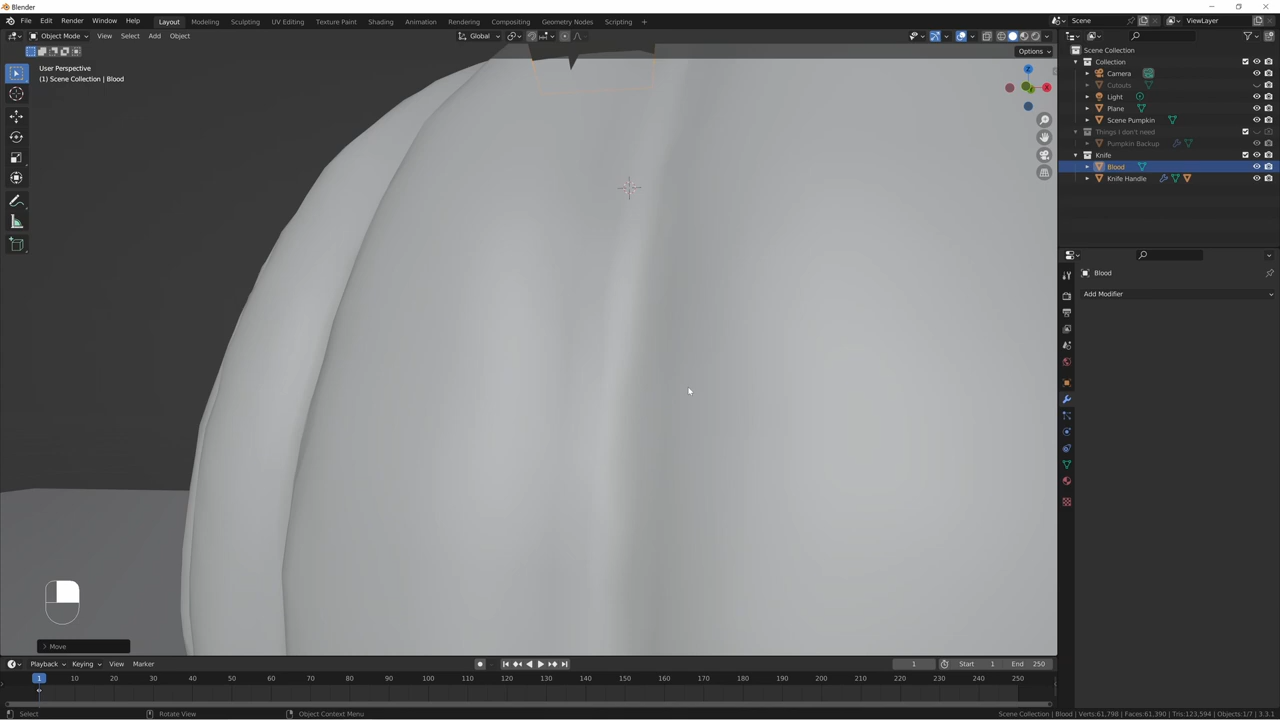 Blender
File Edit Render Window Help
Layout Modeling Sculpting UV Editing Texture Paint Shading Animation Rendering Compositing Geometry Nodes Scripting +
Scene
ViewLayer
Object Mode View Select Add Object
Global
Options
User Perspective
(1) Scene Collection | Blood
Z
X
Y
Scene Collection
Collection
Camera
Cutouts
Light
Plane
Scene Pumpkin
Things I don't need
Pumpkin Backup
Knife
Blood
Knife Handle
Blood
Add Modifier
Move
Playback Keying View Marker
1 Start 1 End 250
1 10 20 30 40 50 60 70 80 90 100 110 120 130 140 150 160 170 180 190 200 210 220 230 240 250
Select Rotate View Object Context Menu
Scene Collection | Blood | Verts:61,798 | Faces:61,390 | Tris:123,594 | Objects:1/7 | 3.3.1